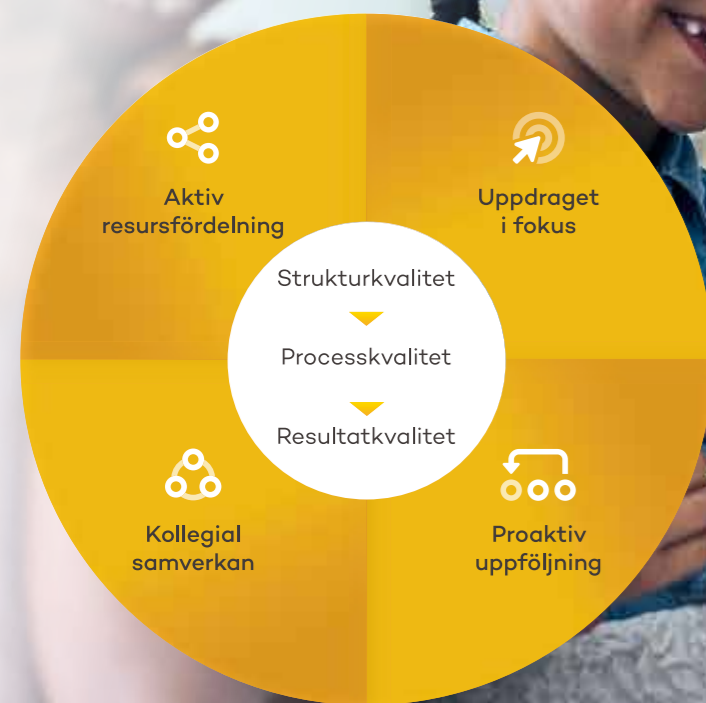 Aktiv
resursfördelning
Uppdraget
i fokus
Strukturkvalitet
Processkvalitet
Resultatkvalitet
Kollegial
samverkan
Proaktiv
uppföljning